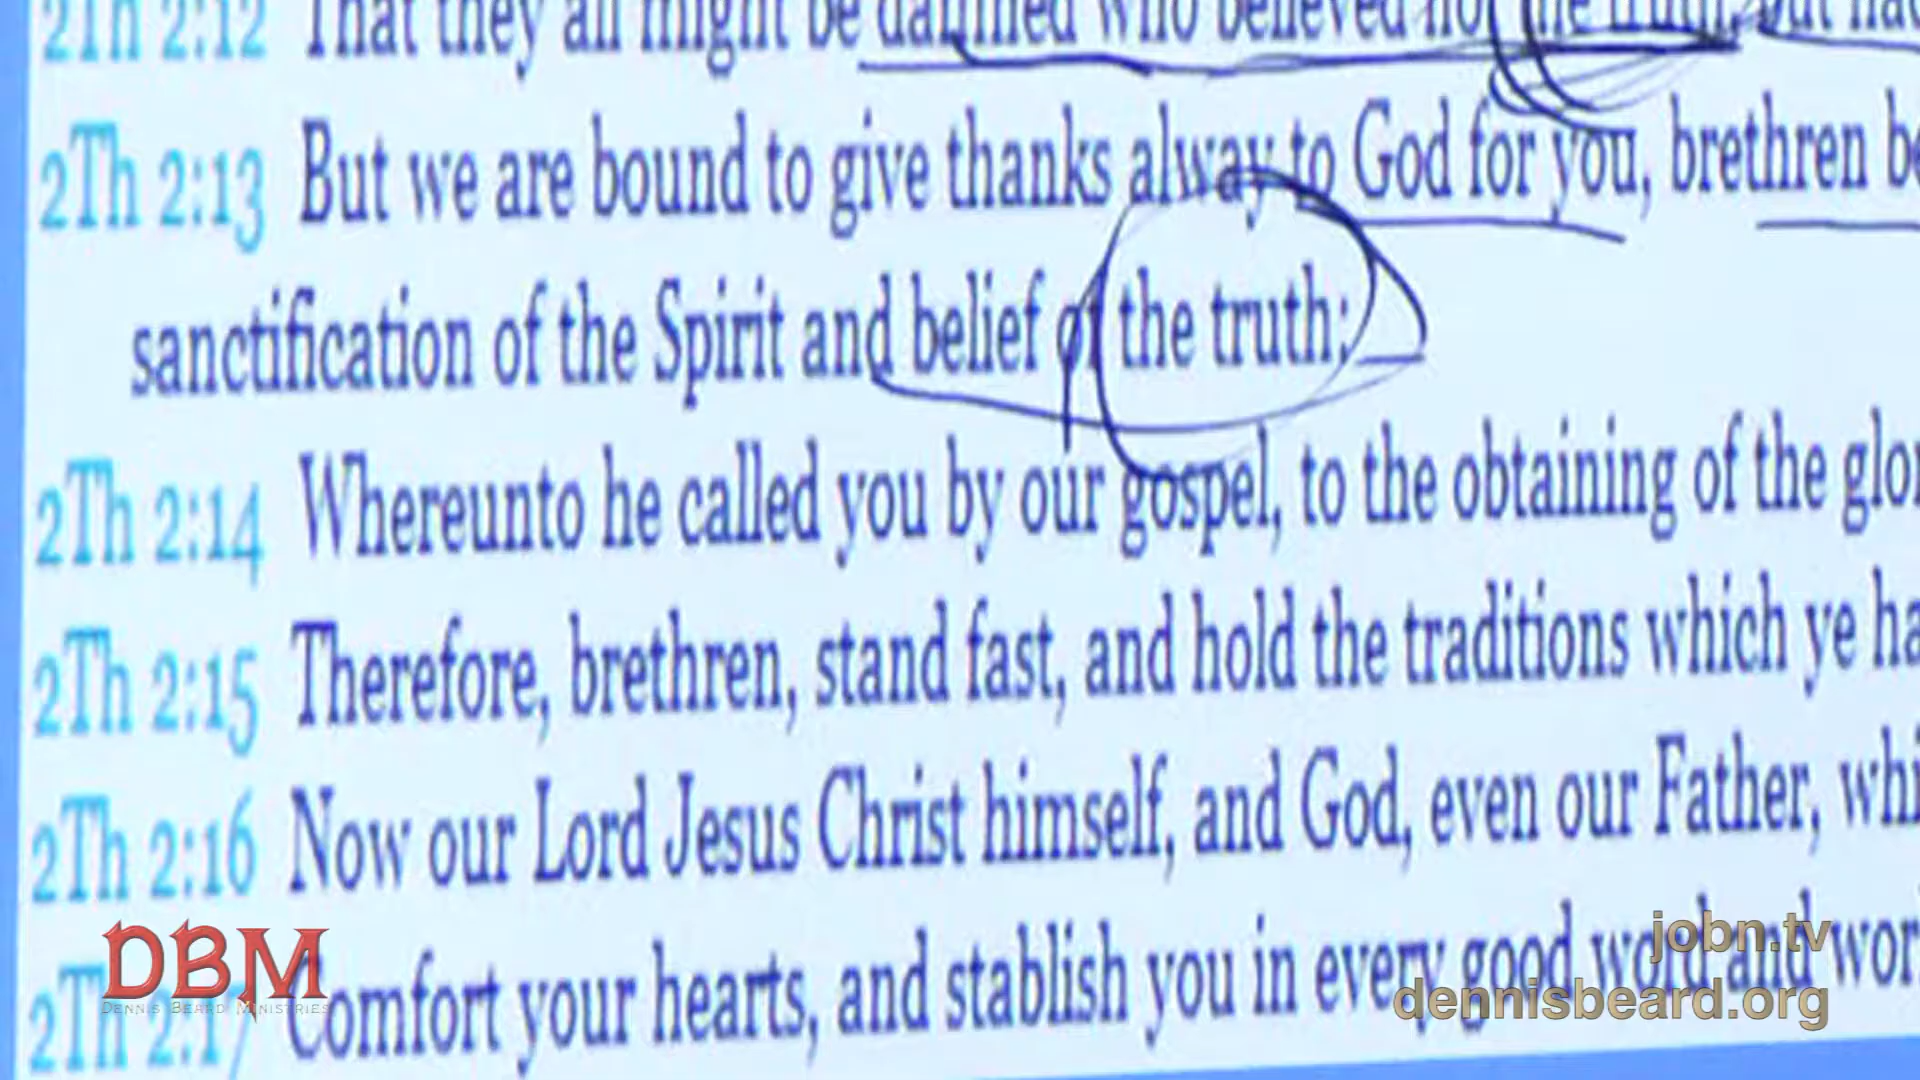 2Th 2:12 That they all might be damned who believed not the truth, but had
2Th 2:13 But we are bound to give thanks alway to God for you, brethren be
sanctification of the Spirit and belief of the truth:
2Th 2:14 Whereunto he called you by our gospel, to the obtaining of the glor
2Th 2:15 Therefore, brethren, stand fast, and hold the traditions which ye ha
2Th 2:16 Now our Lord Jesus Christ himself, and God, even our Father, whi
2Th 2:17 Comfort your hearts, and stablish you in every good word and wor
DBM
DENNIS BEARD MINISTRIES
jobn.tv
dennisbeard.org